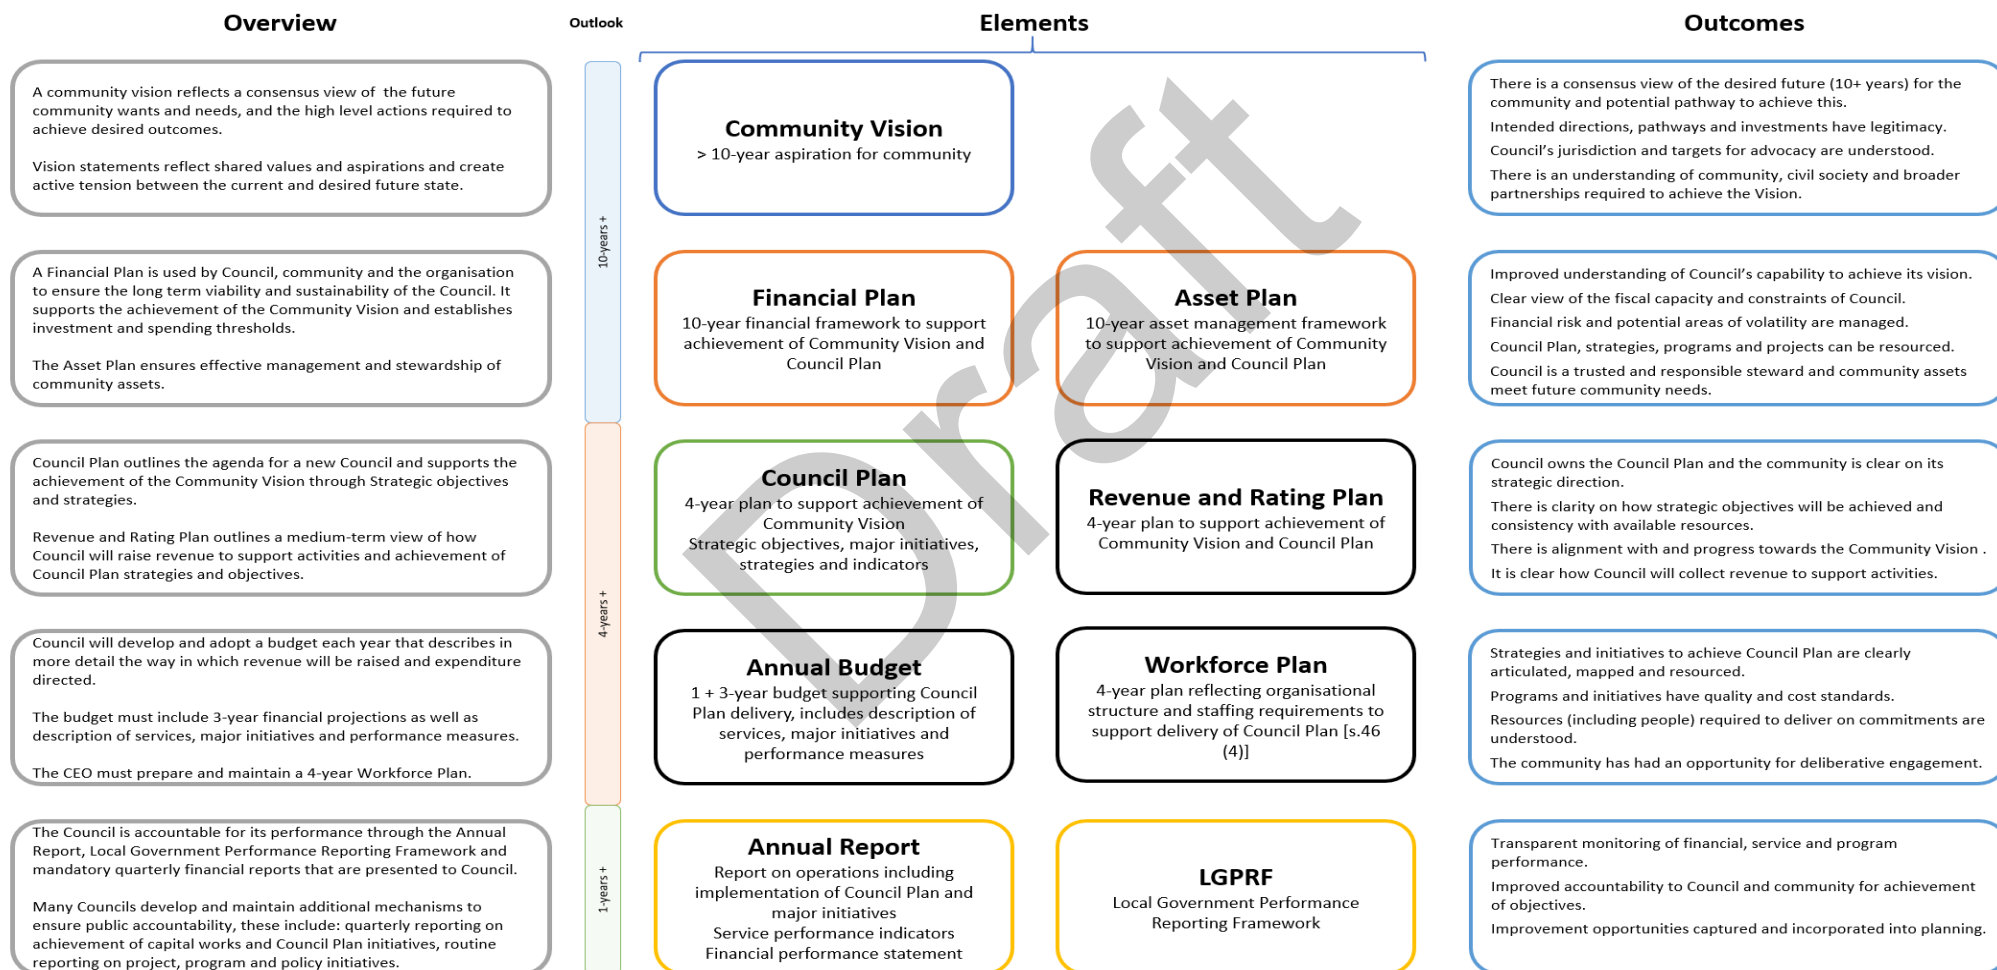 Overview
Outlook
Elements
Outcomes
A community vision reflects a consensus view of the future
community wants and needs, and the high level actions required to
achieve desired outcomes.
Vision statements reflect shared values and aspirations and create
active tension between the current and desired future state.
10-years +
Community Vision
> 10-year aspiration for community
There is a consensus view of the desired future (10+ years) for the
community and potential pathway to achieve this.
Intended directions, pathways and investments have legitimacy.
Council's jurisdiction and targets for advocacy are understood.
There is an understanding of community, civil society and broader
partnerships required to achieve the Vision.
A Financial Plan is used by Council, community and the organisation
to ensure the long term viability and sustainability of the Council. It
supports the achievement of the Community Vision and establishes
investment and spending thresholds.
The Asset Plan ensures effective management and stewardship of
community assets.
Financial Plan
10-year financial framework to support
achievement of Community Vision and
Council Plan
Asset Plan
10-year asset management framework
to support achievement of Community
Vision and Council Plan
Improved understanding of Council's capability to achieve its vision.
Clear view of the fiscal capacity and constraints of Council.
Financial risk and potential areas of volatility are managed.
Council Plan, strategies, programs and projects can be resourced.
Council is a trusted and responsible steward and community assets
meet future community needs.
Council Plan outlines the agenda for a new Council and supports the
achievement of the Community Vision through Strategic objectives
and strategies.
Revenue and Rating Plan outlines a medium-term view of how
Council will raise revenue to support activities and achievement of
Council Plan strategies and objectives.
4-years +
Council Plan
4-year plan to support achievement of
Community Vision
Strategic objectives, major initiatives,
strategies and indicators
Revenue and Rating Plan
4-year plan to support achievement of
Community Vision and Council Plan
Council owns the Council Plan and the community is clear on its
strategic direction.
There is clarity on how strategic objectives will be achieved and
consistency with available resources.
There is alignment with and progress towards the Community Vision .
It is clear how Council will collect revenue to support activities.
Council will develop and adopt a budget each year that describes in
more detail the way in which revenue will be raised and expenditure
directed.
The budget must include 3-year financial projections as well as
description of services, major initiatives and performance measures.
The CEO must prepare and maintain a 4-year Workforce Plan.
Annual Budget
1 + 3-year budget supporting Council
Plan delivery, includes description of
services, major initiatives and
performance measures
Workforce Plan
4-year plan reflecting organisational
structure and staffing requirements to
support delivery of Council Plan [s.46
(4)]
Strategies and initiatives to achieve Council Plan are clearly
articulated, mapped and resourced.
Programs and initiatives have quality and cost standards.
Resources (including people) required to deliver on commitments are
understood.
The community has had an opportunity for deliberative engagement.
The Council is accountable for its performance through the Annual
Report, Local Government Performance Reporting Framework and
mandatory quarterly financial reports that are presented to Council.
Many Councils develop and maintain additional mechanisms to
ensure public accountability, these include: quarterly reporting on
achievement of capital works and Council Plan initiatives, routine
reporting on project, program and policy initiatives.
1-years +
Annual Report
Report on operations including
implementation of Council Plan and
major initiatives
Service performance indicators
Financial performance statement
LGPRF
Local Government Performance
Reporting Framework
Transparent monitoring of financial, service and program
performance.
Improved accountability to Council and community for achievement
of objectives.
Improvement opportunities captured and incorporated into planning.
Draft